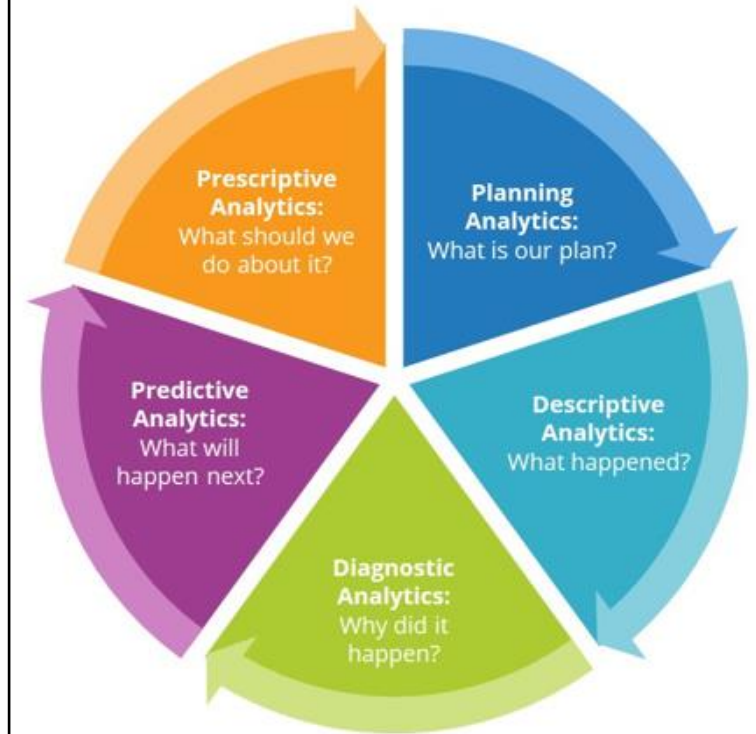 Prescriptive
Analytics:
What should we
do about it?
Planning
Analytics:
What is our plan?
Descriptive
Analytics:
What happened?
Diagnostic
Analytics:
Why did it
happen?
Predictive
Analytics:
What will
happen next?